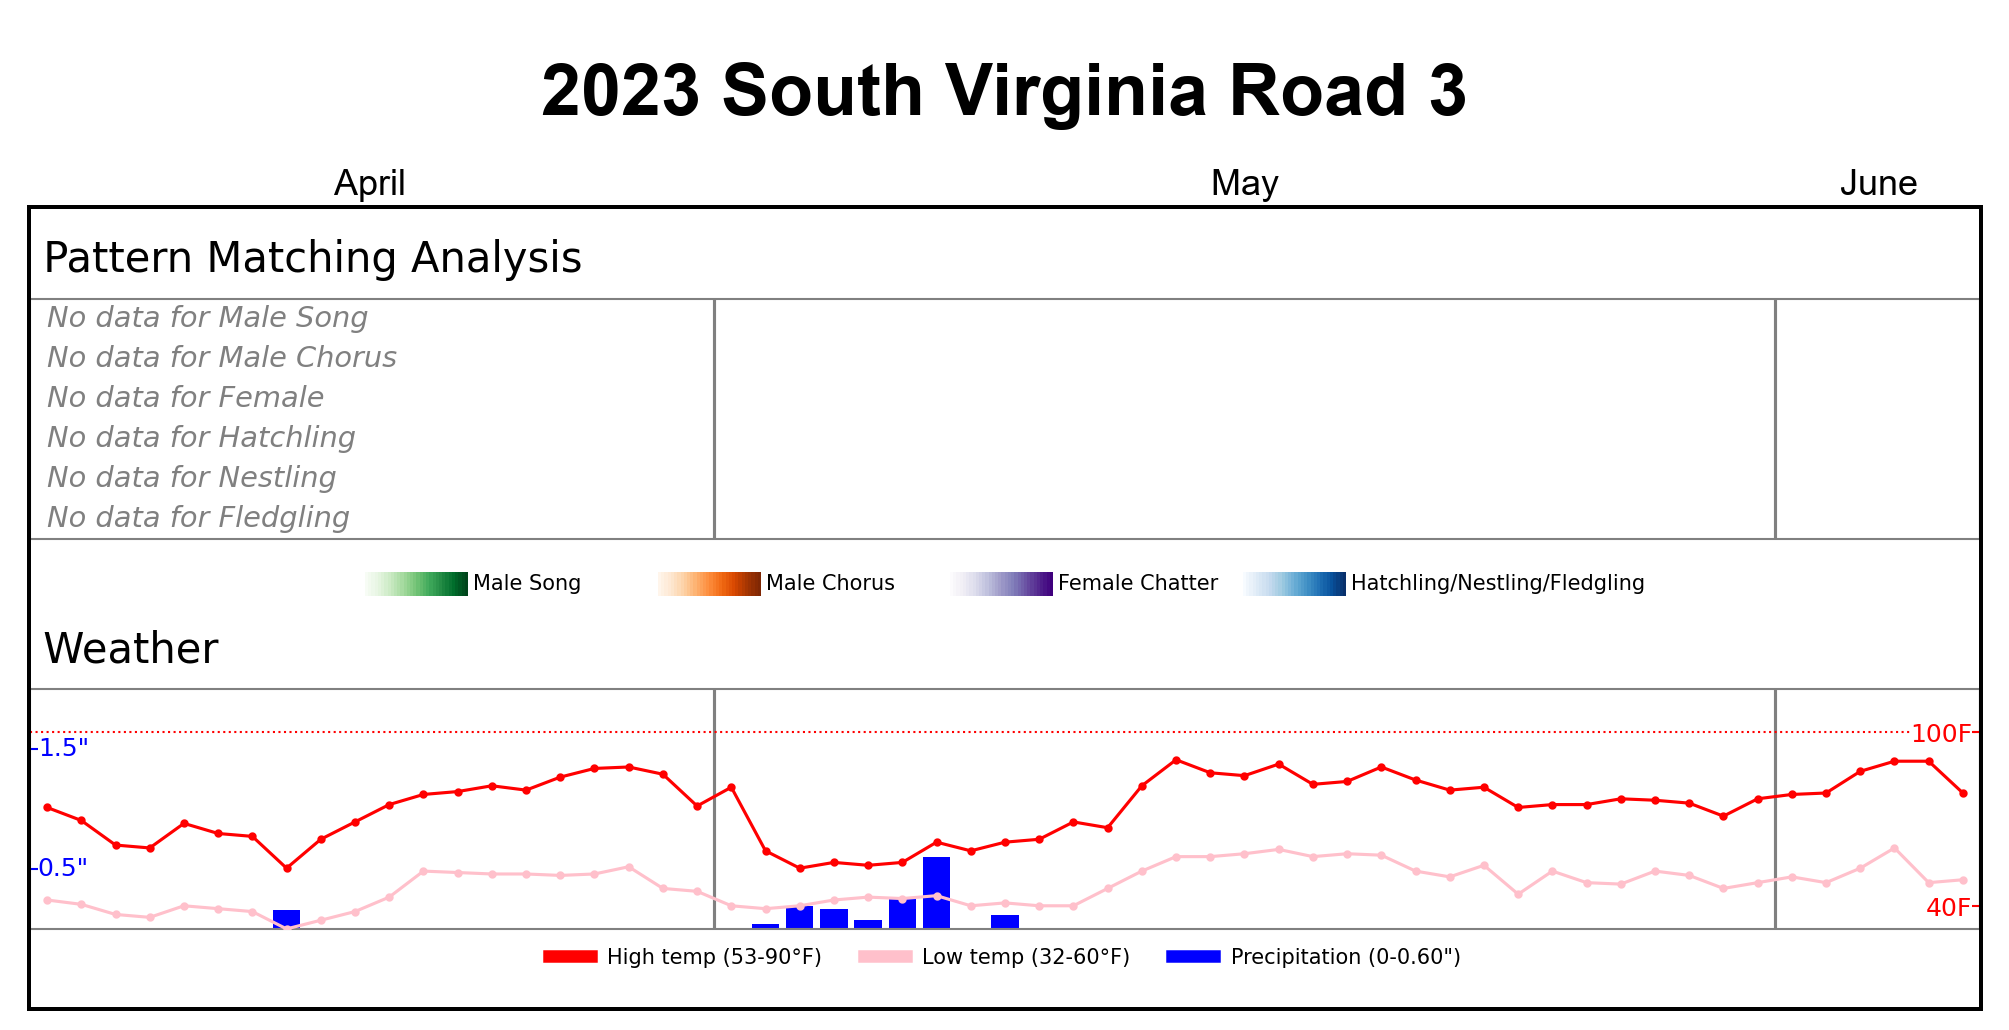 2023 South Virginia Road 3
April May June
Pattern Matching Analysis
No data for Male Song
No data for Male Chorus
No data for Female
No data for Hatchling
No data for Nestling
No data for Fledgling
Male Song Male Chorus Female Chatter Hatchling/Nestling/Fledgling
Weather
1.5" 100F
0.5"
40F
High temp (53-90°F) Low temp (32-60°F) Precipitation (0-0.60")